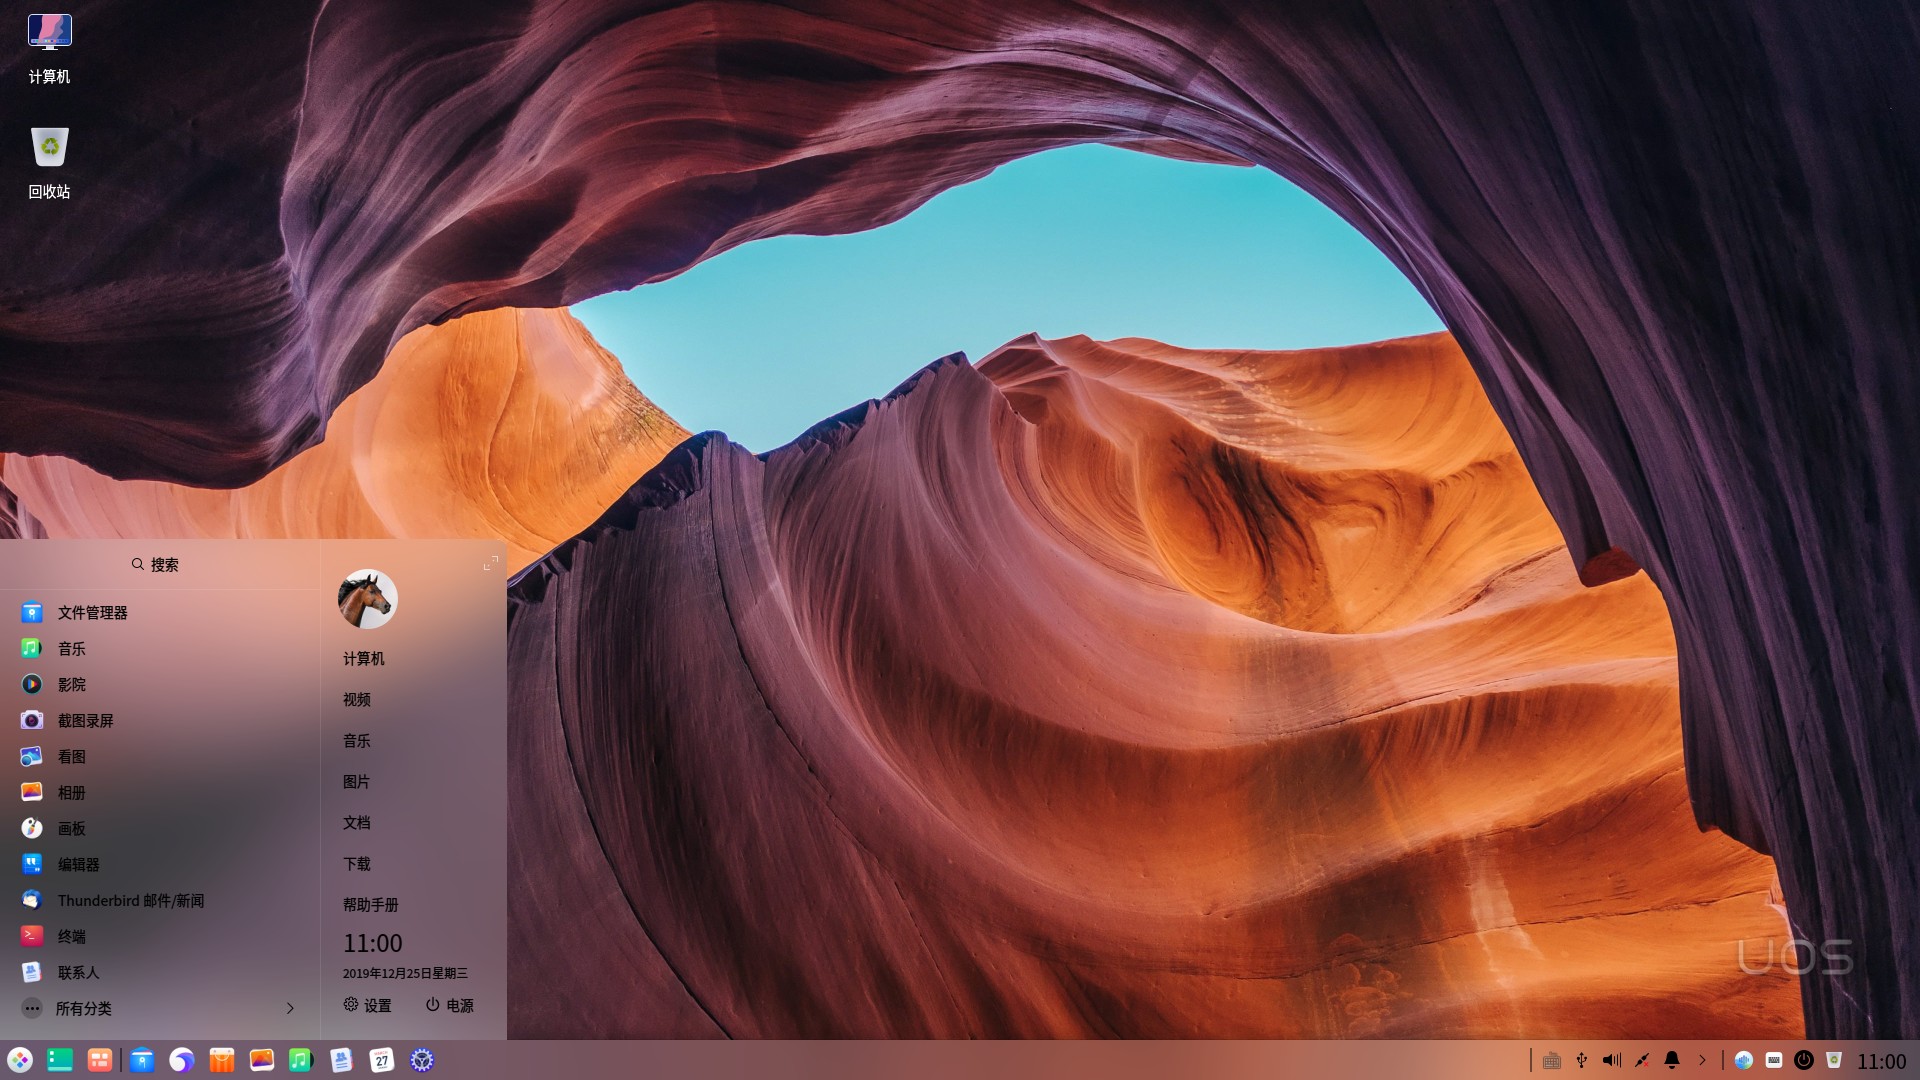 计算机
回收站
搜索
文件管理器
音乐
影院
截图录屏
看图
相册
画板
编辑器
Thunderbird 邮件/新闻
终端
联系人
所有分类
计算机
视频
音乐
图片
文档
下载
帮助手册
11:00
2019年12月25日星期三
设置
电源
UOS
27
11:00